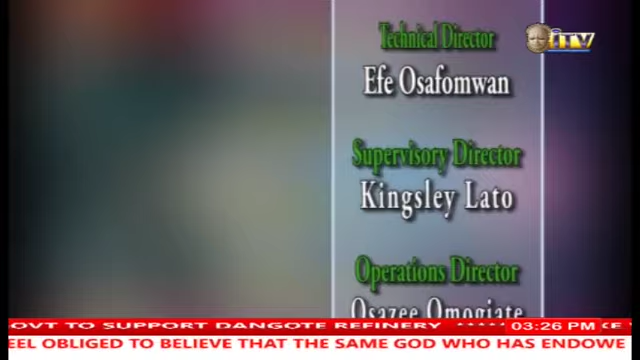 Technical Director
iTV
Efe Osafomwan
Supervisory Director
Kingsley Lato
Operations Director
Osazee Omogiate
OVT TO SUPPORT DANGOTE REFINERY
03:26 PM
EEL OBLIGED TO BELIEVE THAT THE SAME GOD WHO HAS ENDOWE